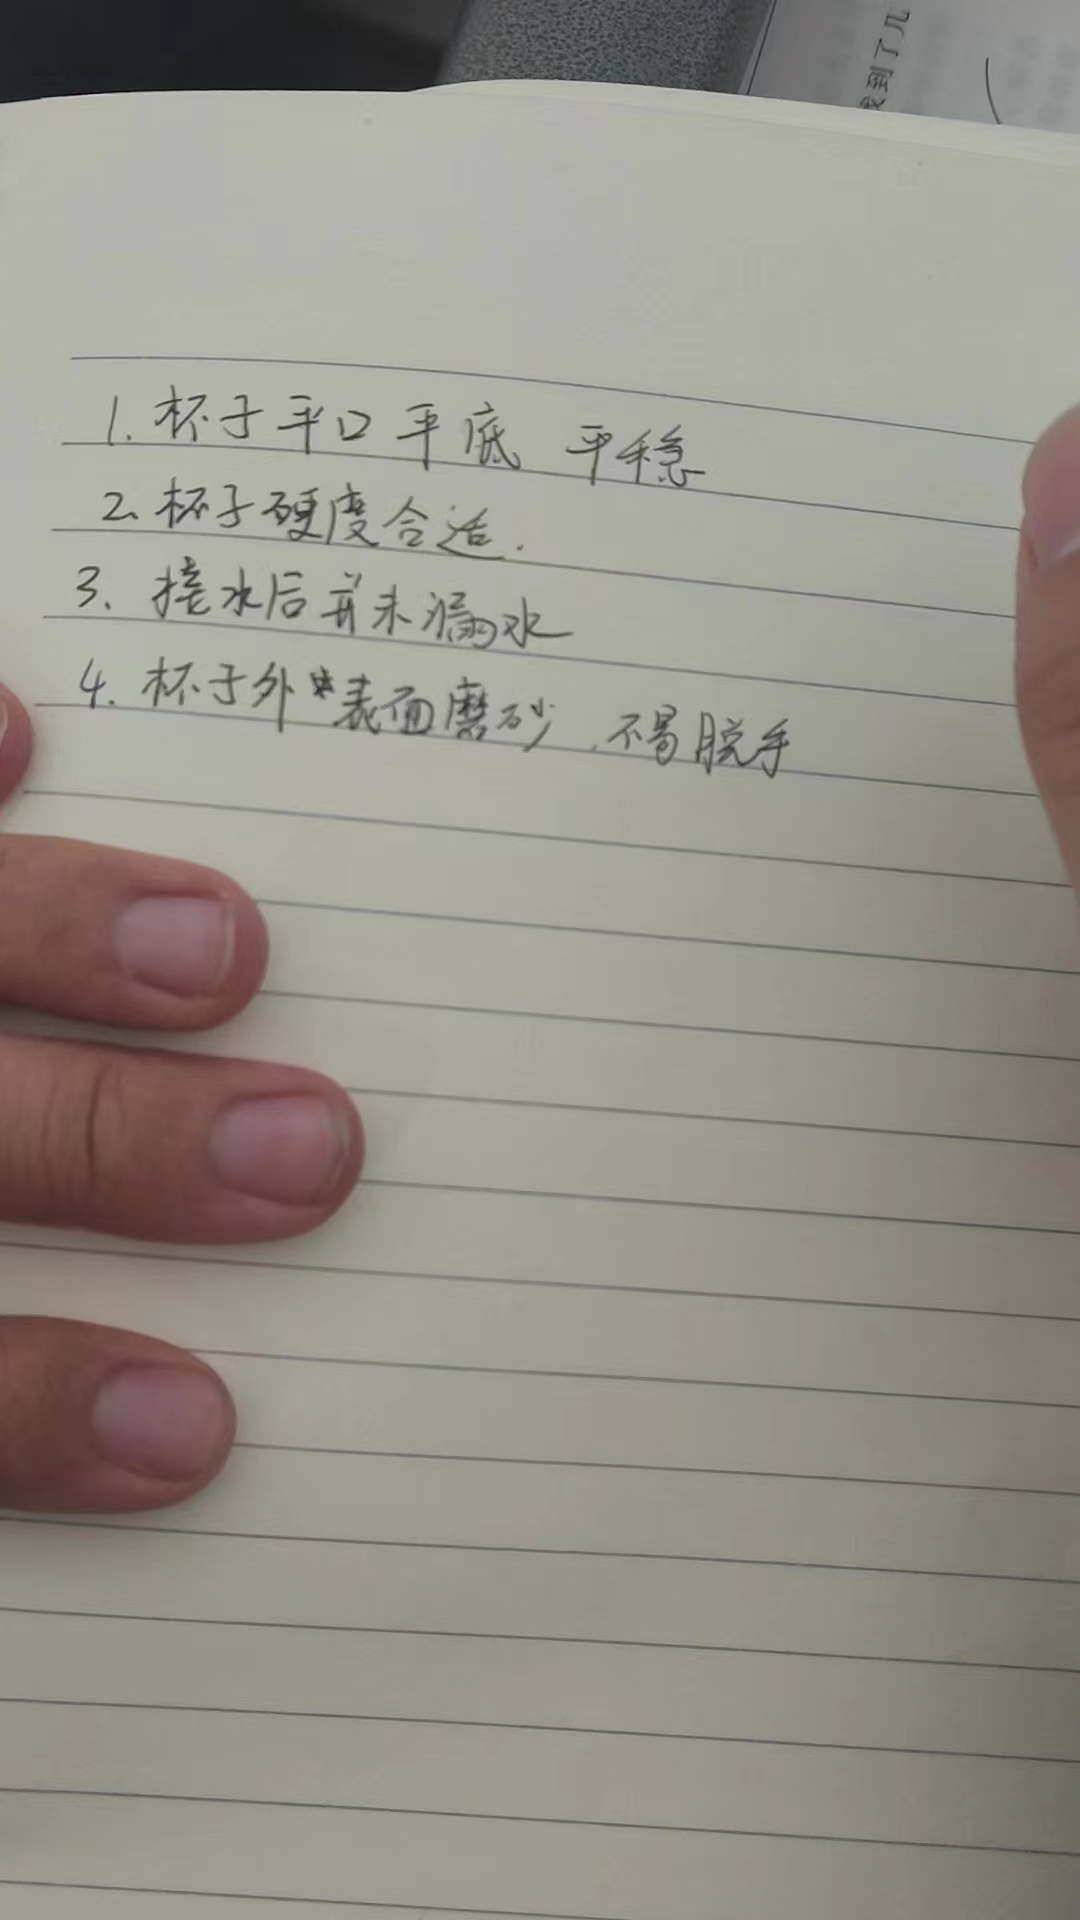 我到了几
1. 杯子平口平底 平稳
2. 杯子硬度合适.
3. 接水后并未漏水
4. 杯子外表面磨砂，不易脱手